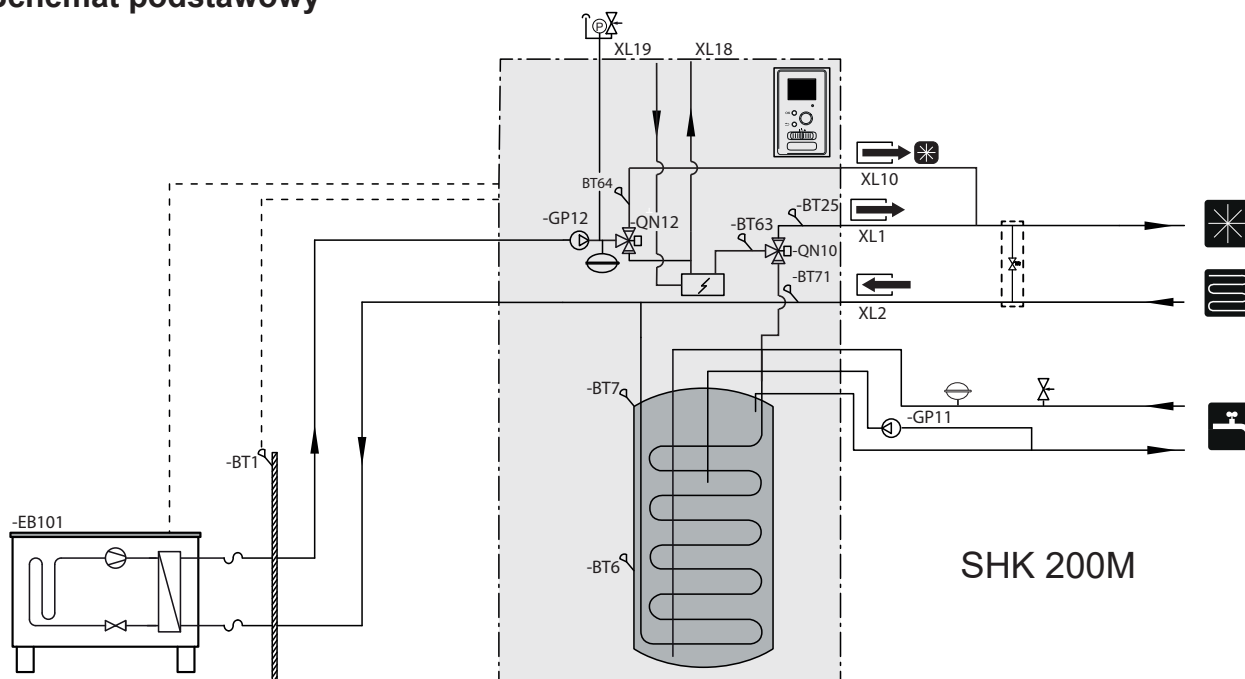 Schemat podstawowy
P
XL19
XL18
XL10
BT64
-BT25
-GP12
-QN12
-BT63
XL1
-QN10
-BT71
XL2
-BT7
-GP11
-BT1
-EB101
-BT6
SHK 200M